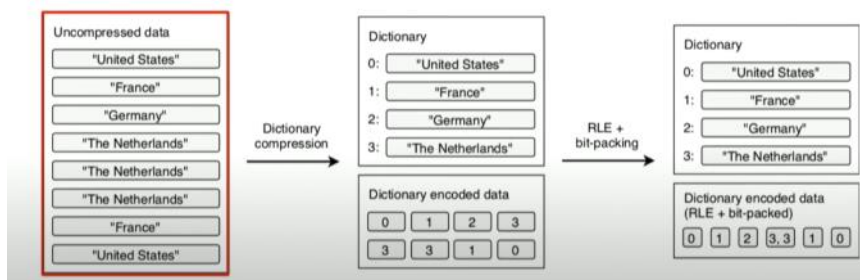 Uncompressed data
"United States"
"France"
"Germany"
"The Netherlands"
"The Netherlands"
"The Netherlands"
"France"
"United States"
Dictionary
compression
Dictionary
0: "United States"
1: "France"
2: "Germany"
3: "The Netherlands"
Dictionary encoded data
0 1 2 3
3 3 1 0
RLE +
bit-packing
Dictionary
0: "United States"
1: "France"
2: "Germany"
3: "The Netherlands"
Dictionary encoded data
(RLE + bit-packed)
0 1 2 3,3 1 0